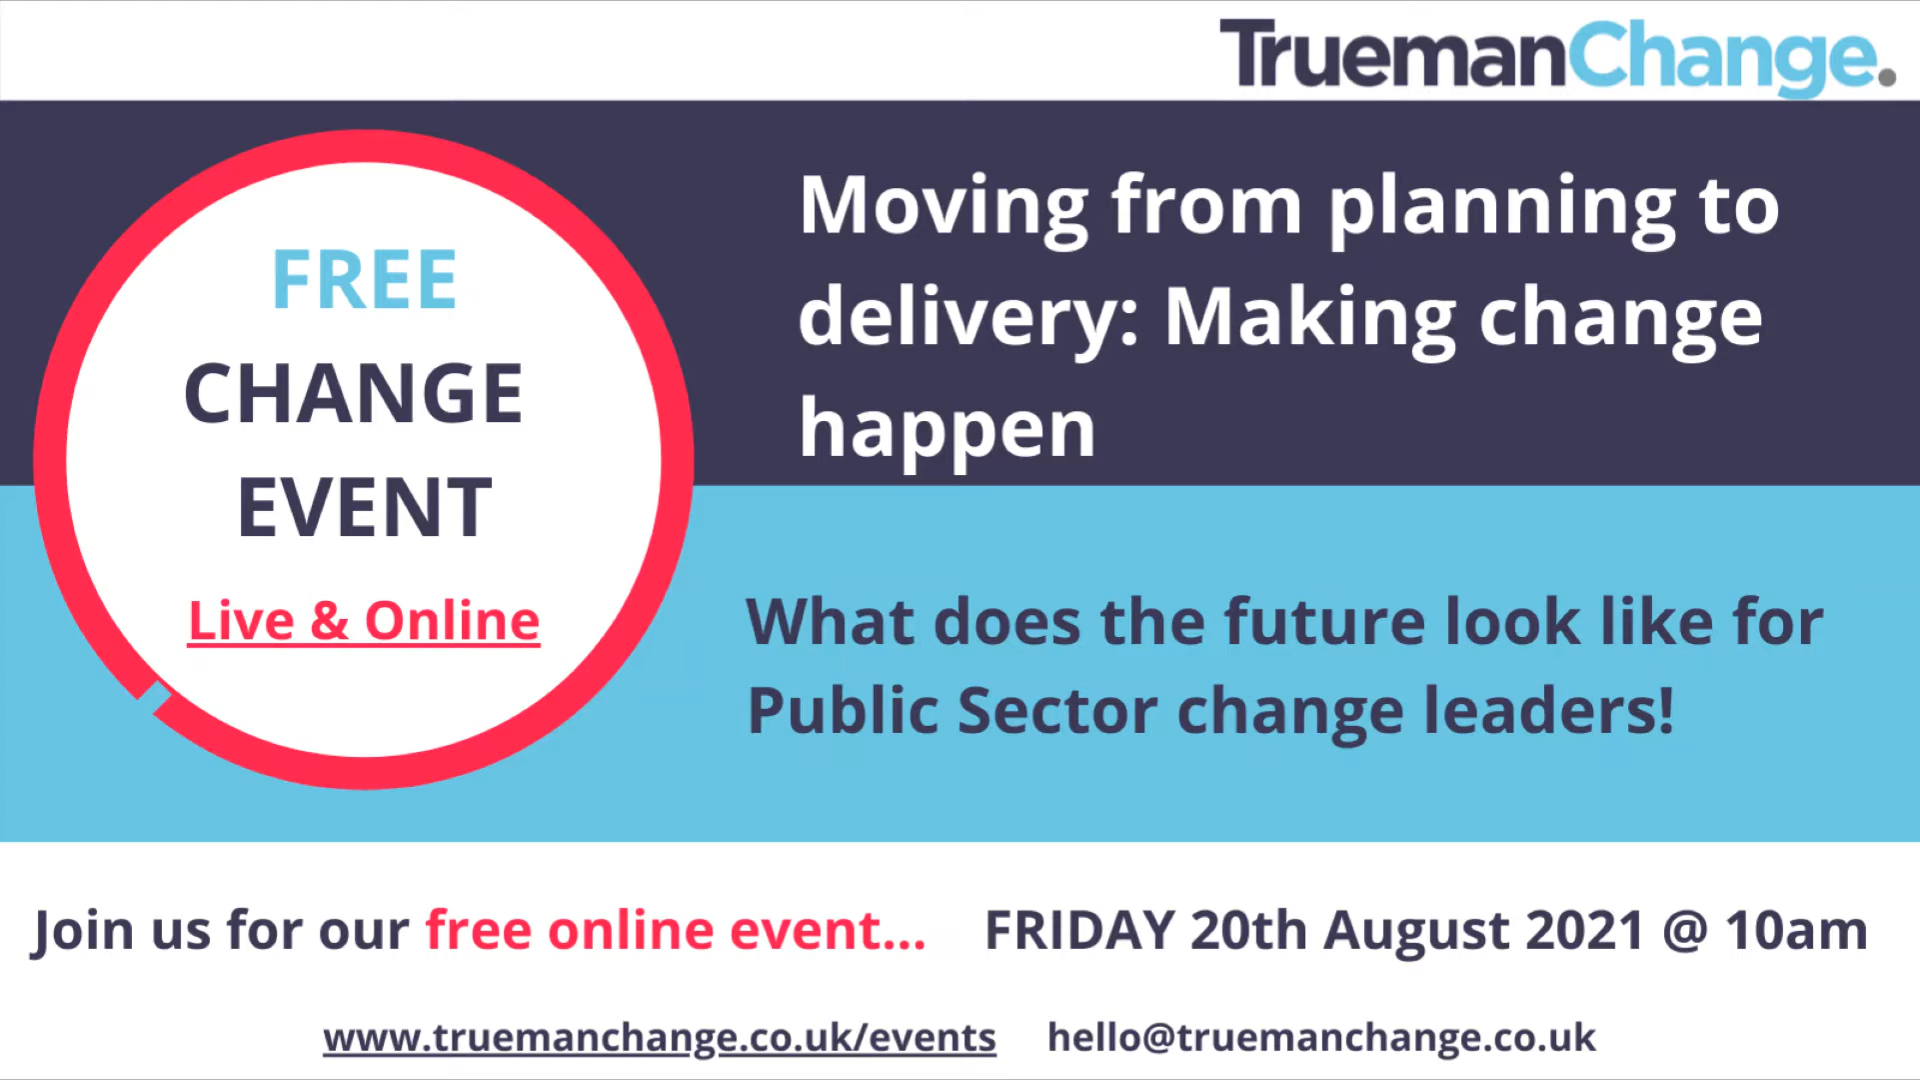 TruemanChange.
FREE
CHANGE
EVENT
Live & Online
Moving from planning to
delivery: Making change
happen
What does the future look like for
Public Sector change leaders!
Join us for our free online event... FRIDAY 20th August 2021 @ 10am
www.truemanchange.co.uk/events hello@truemanchange.co.uk